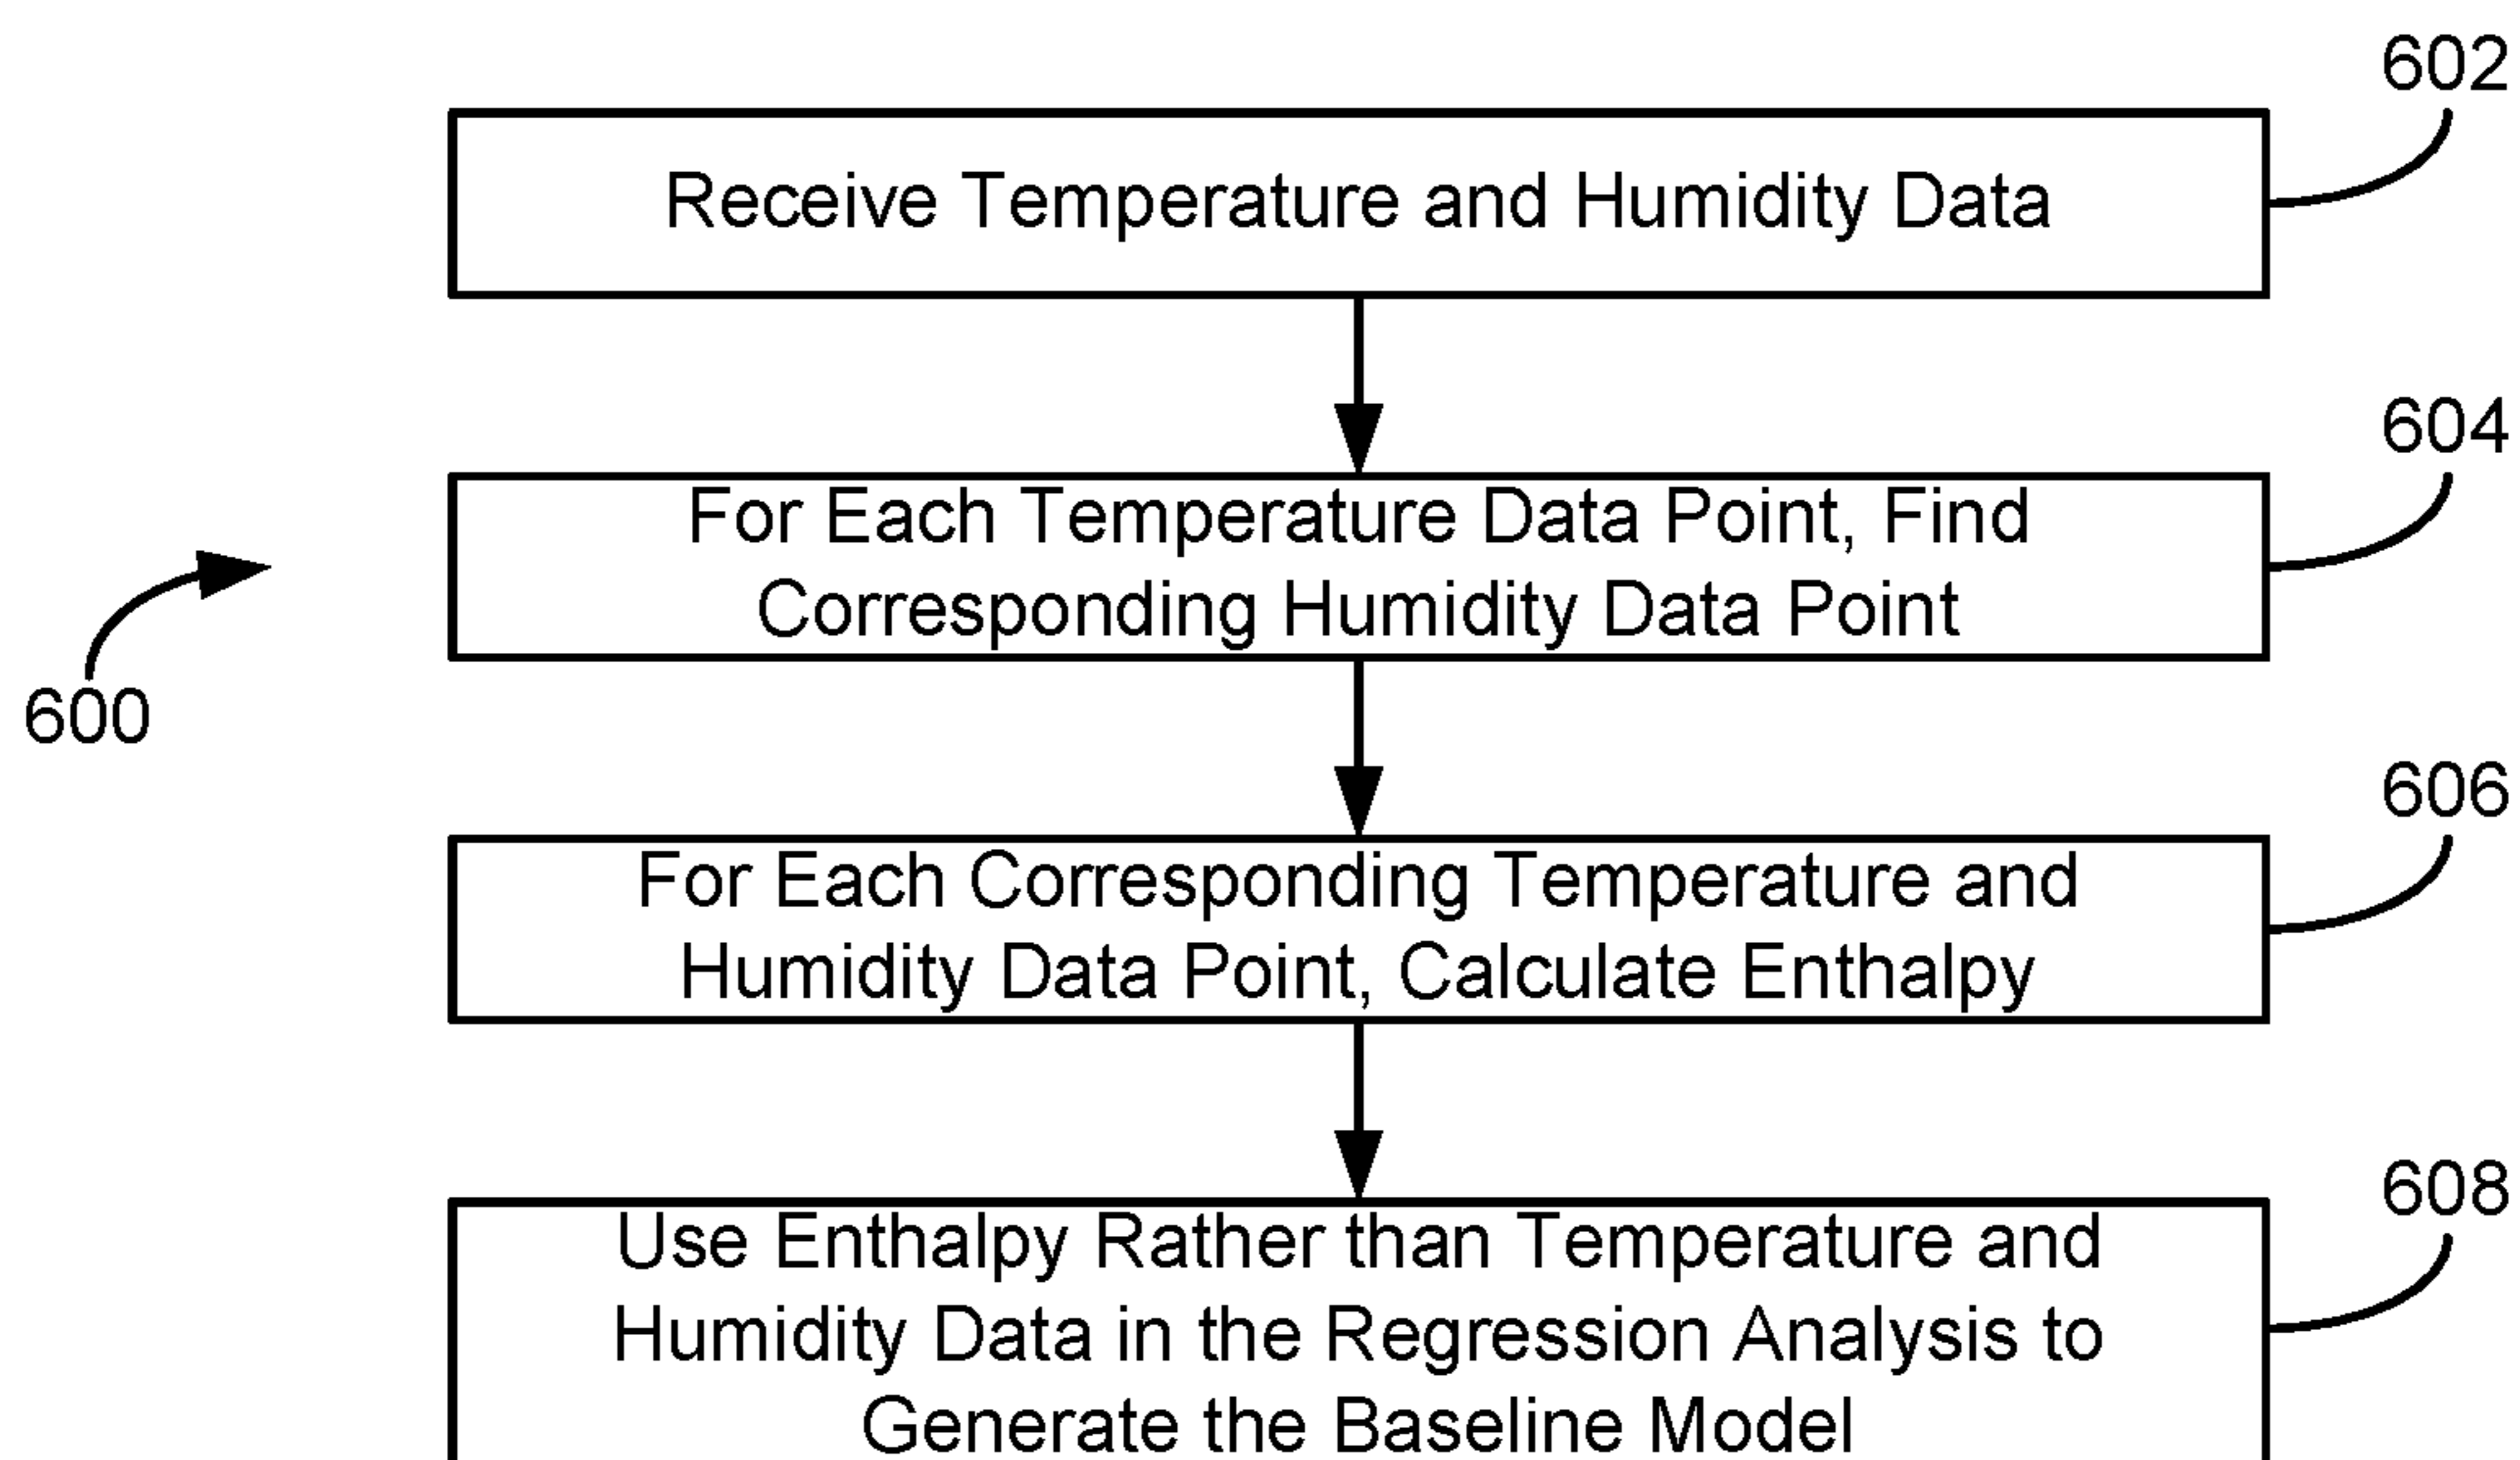 602
Receive Temperature and Humidity Data
604
For Each Temperature Data Point, Find
Corresponding Humidity Data Point
600
606
For Each Corresponding Temperature and
Humidity Data Point, Calculate Enthalpy
608
Use Enthalpy Rather than Temperature and
Humidity Data in the Regression Analysis to
Generate the Baseline Model